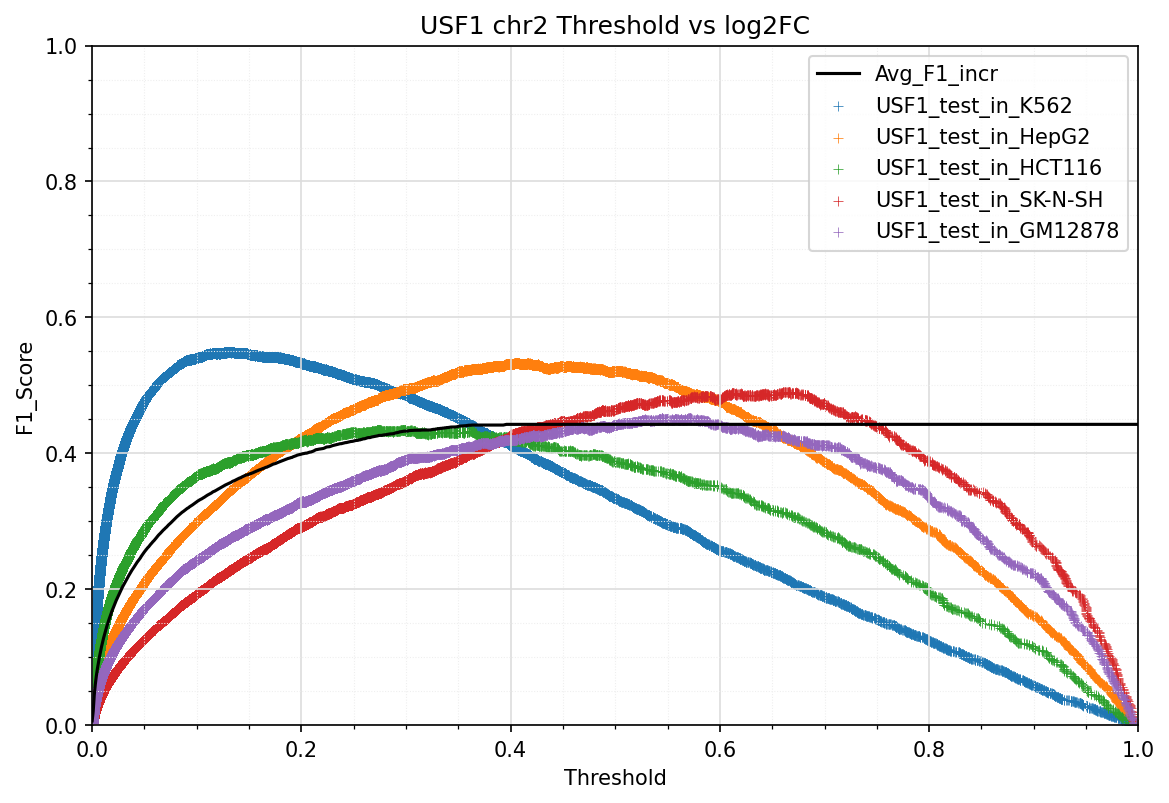 USF1 chr2 Threshold vs log2FC
F1_Score
1.0
0.8
0.6
0.4
0.2
0.0
Avg_F1_incr
USF1_test_in_K562
USF1_test_in_HepG2
USF1_test_in_HCT116
USF1_test_in_SK-N-SH
USF1_test_in_GM12878
0.0 0.2 0.4 0.6 0.8 1.0
Threshold